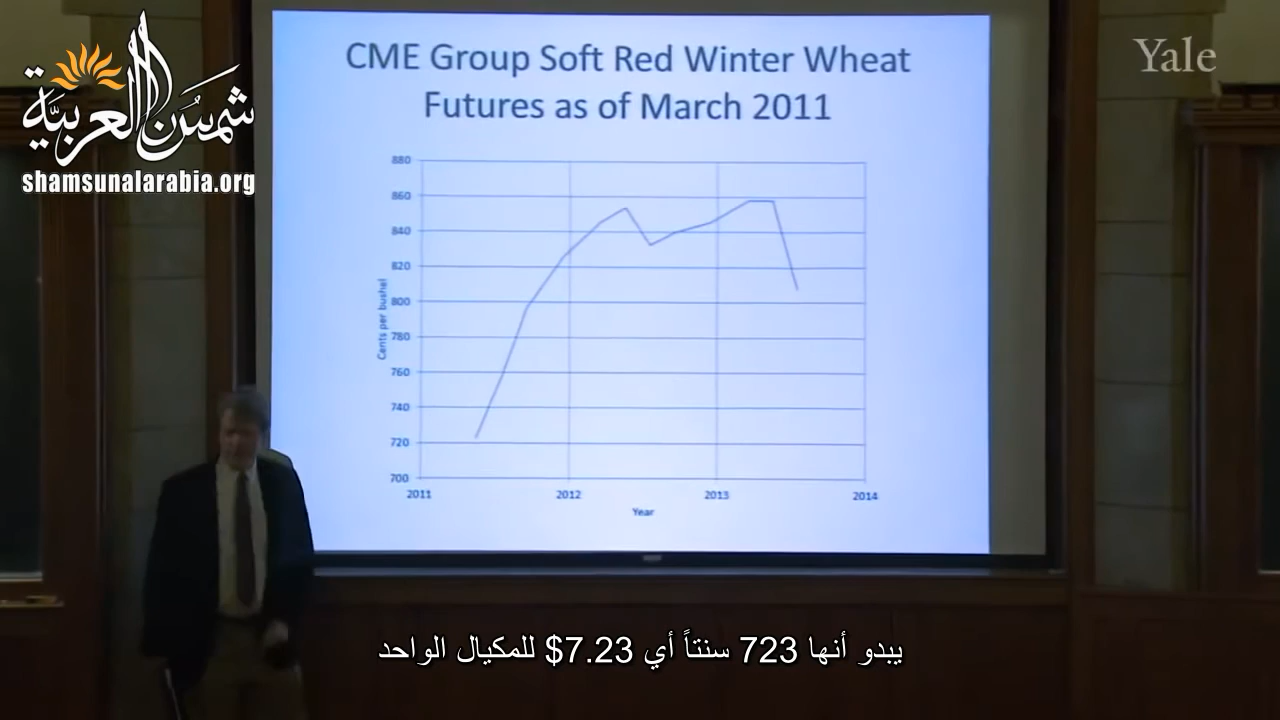 شمسُ العربيَّة
shamsunalarabia.org
Yale
CME Group Soft Red Winter Wheat
Futures as of March 2011
880
860
840
820
800
780
760
740
720
700
Cents per bushel
2011 2012 2013 2014
Year
يبدو أنها 723 سنتاً أي 7.23$ للمكيال الواحد